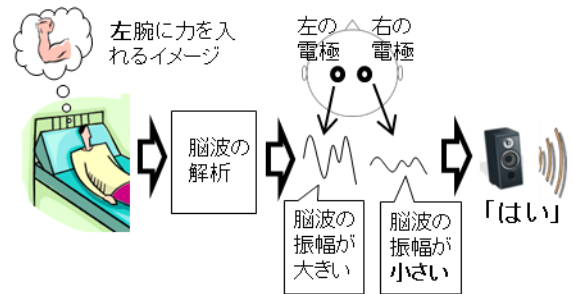 左腕に力を入
れるイメージ
左の
電極
右の
電極
脳波の
解析
脳波の
振幅が
大きい
脳波の
振幅が
小さい
「はい」